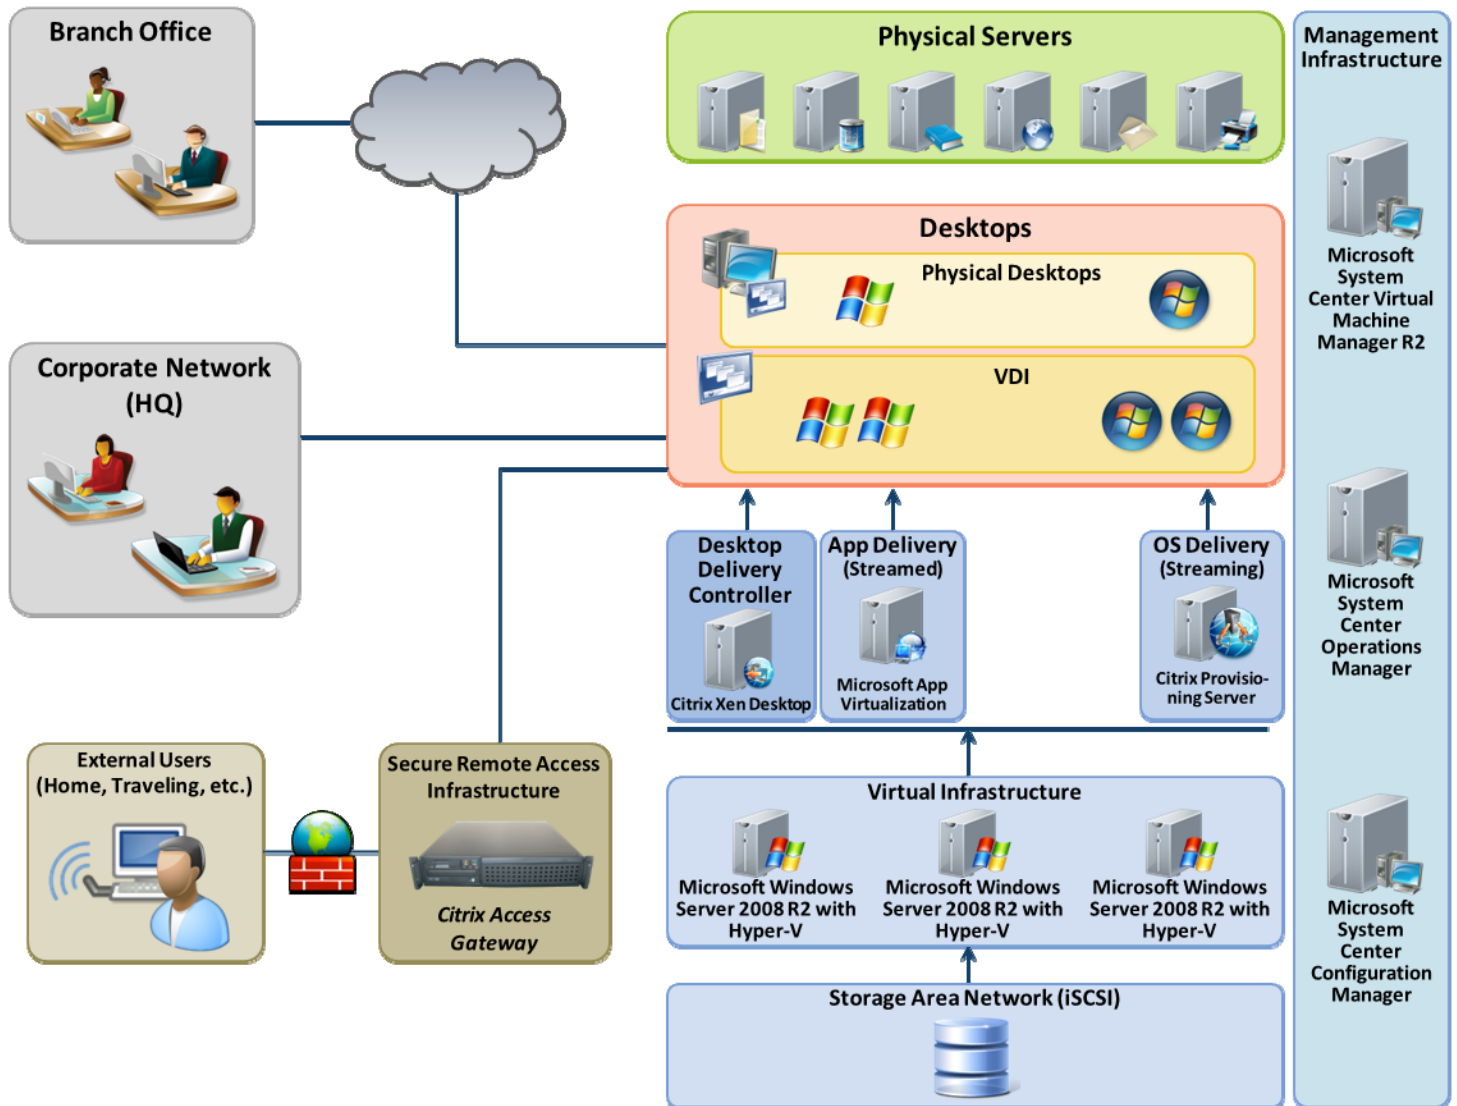 Branch Office
Physical Servers
Management
Infrastructure
Desktops
Physical Desktops
VDI
Microsoft
System
Center Virtual
Machine
Manager R2
Corporate Network
(HQ)
Desktop
Delivery
Controller
Citrix Xen Desktop
App Delivery
(Streamed)
Microsoft App
Virtualization
OS Delivery
(Streaming)
Citrix Provisio-
ning Server
Microsoft
System
Center
Operations
Manager
External Users
(Home, Traveling, etc.)
Secure Remote Access
Infrastructure
Citrix Access
Gateway
Virtual Infrastructure
Microsoft Windows
Server 2008 R2 with
Hyper-V
Microsoft Windows
Server 2008 R2 with
Hyper-V
Microsoft Windows
Server 2008 R2 with
Hyper-V
Microsoft
System
Center
Configuration
Manager
Storage Area Network (iSCSI)